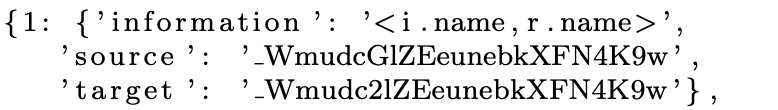 {1: {'information': '<i.name,r.name>',
'source': '_WmudcGlZEeunebkXFN4K9w',
'target': '_Wmudc2lZEeunebkXFN4K9w'},